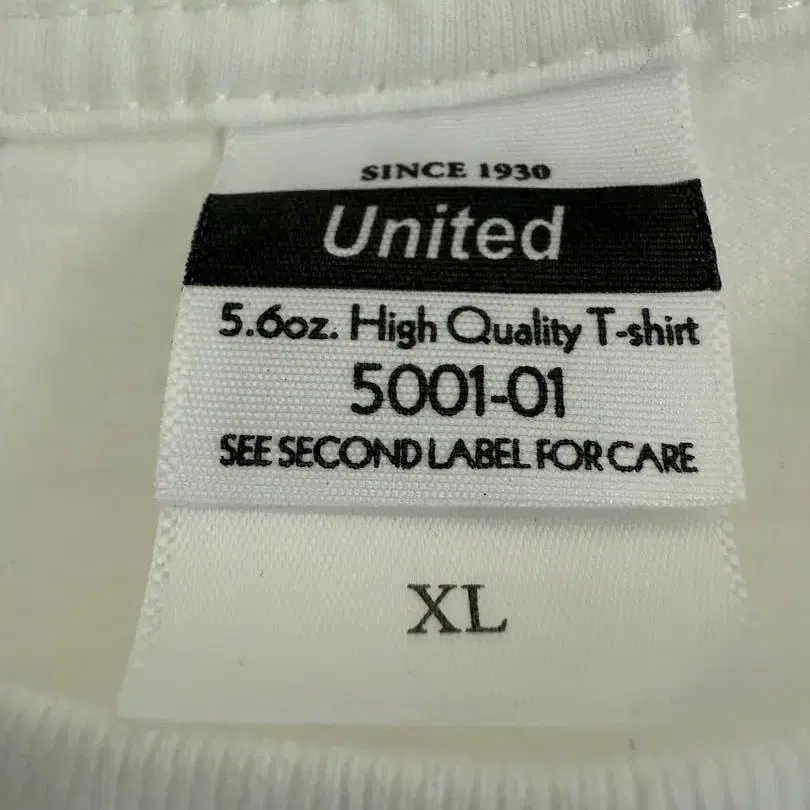 SINCE 1930
United
5.6oz. High Quality T-shirt
5001-01
SEE SECOND LABEL FOR CARE
XL